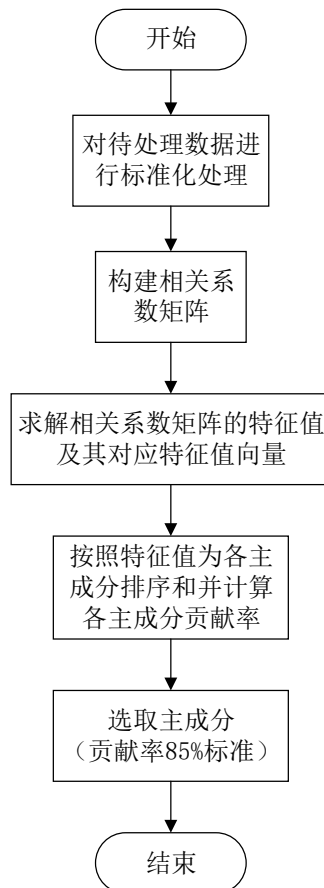 开始
对待处理数据进
行标准化处理
构建相关系
数矩阵
求解相关系数矩阵的特征值
及其对应特征值向量
按照特征值为各主
成分排序和并计算
各主成分贡献率
选取主成分
（贡献率85%标准）
结束